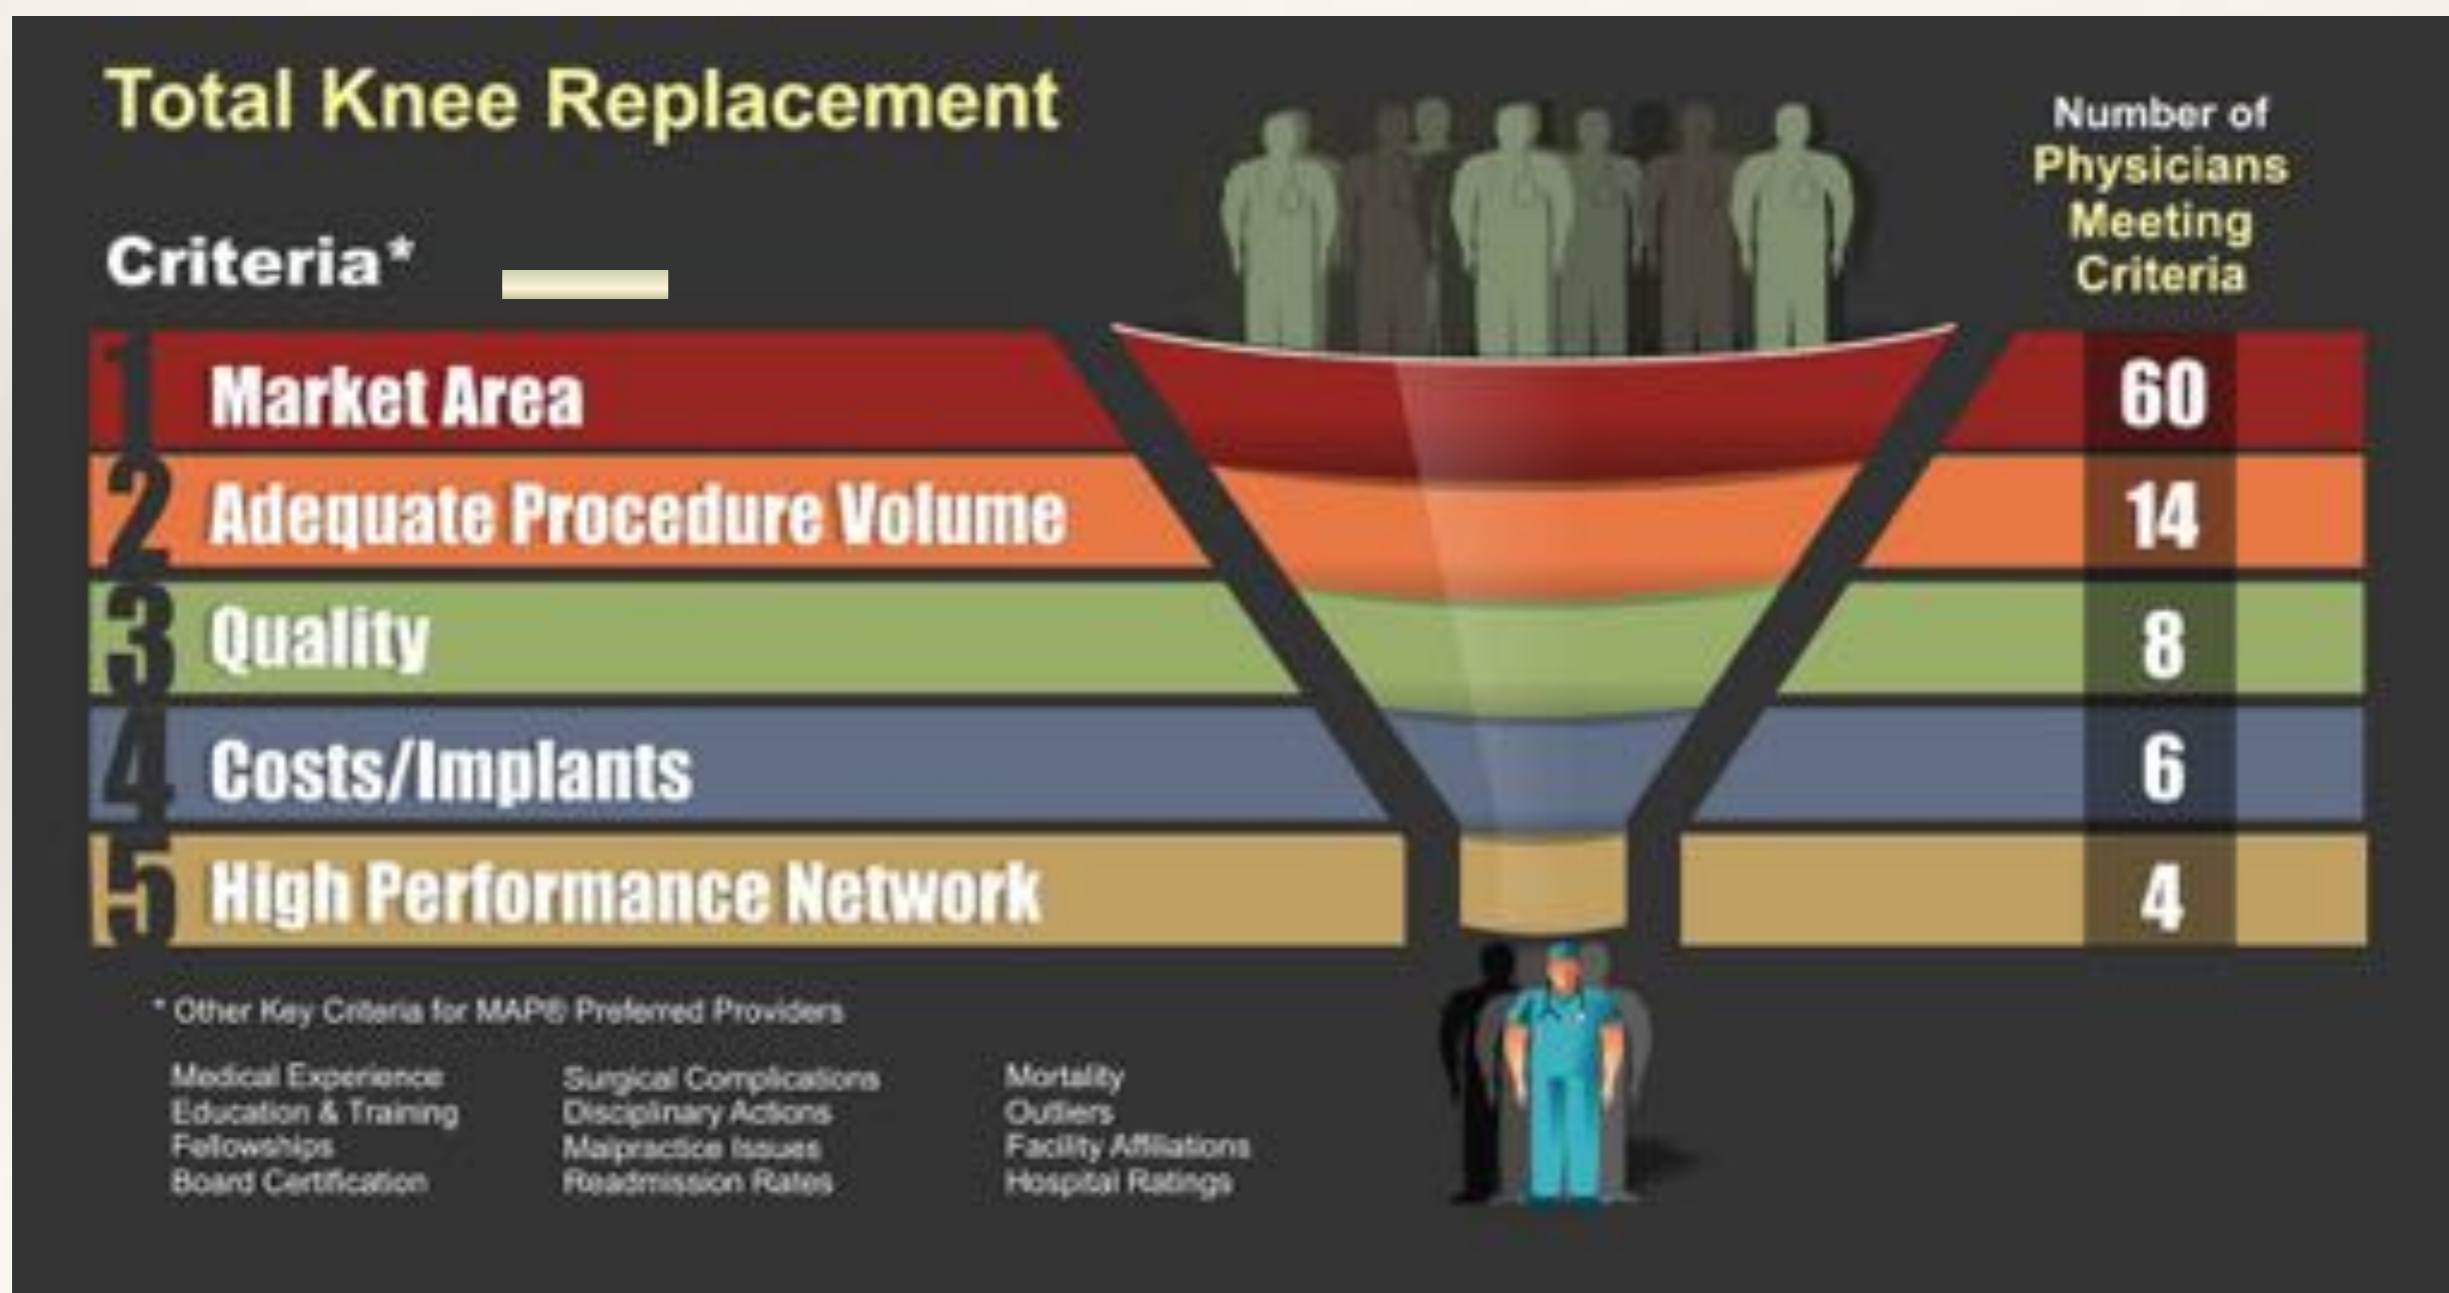 Total Knee Replacement
Number of
Physicians
Meeting
Criteria
Criteria*
1 Market Area 60
2 Adequate Procedure Volume 14
3 Quality 8
4 Costs/Implants 6
5 High Performance Network 4
* Other Key Criteria for MAP® Preferred Providers
Medical Experience
Education & Training
Fellowships
Board Certification
Surgical Complications
Disciplinary Actions
Malpractice Issues
Readmission Rates
Mortality
Outliers
Facility Affiliations
Hospital Ratings